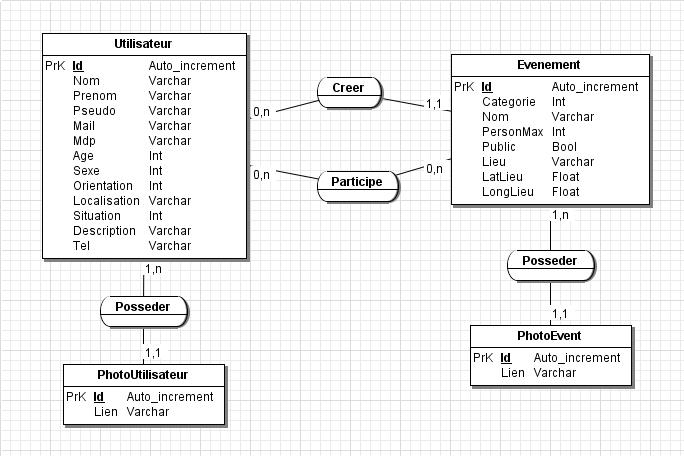 Utilisateur
PrK Id Auto_increment
Nom Varchar
Prenom Varchar
Pseudo Varchar
Mail Varchar
Mdp Varchar
Age Int
Sexe Int
Orientation Int
Localisation Varchar
Situation Int
Description Varchar
Tel Varchar
Creer
0,n
1,1
Participe
0,n
0,n
Evenement
PrK Id Auto_increment
Categorie Int
Nom Varchar
PersonMax Int
Public Bool
Lieu Varchar
LatLieu Float
LongLieu Float
1,n
Posseder
1,1
PhotoUtilisateur
PrK Id Auto_increment
Lien Varchar
1,n
Posseder
1,1
PhotoEvent
PrK Id Auto_increment
Lien Varchar